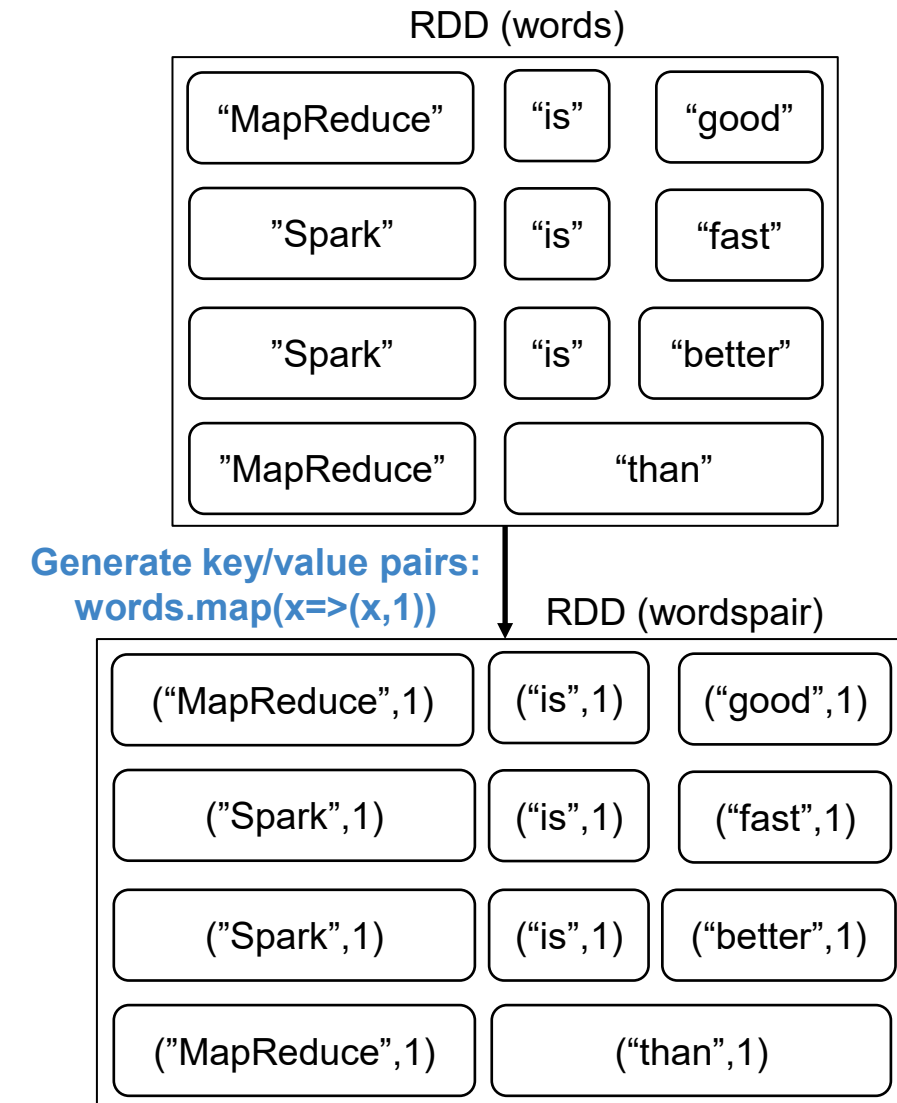 RDD (words)
“MapReduce” “is” “good”
”Spark” “is” “fast”
”Spark” “is” “better”
”MapReduce” “than”
Generate key/value pairs:
words.map(x=>(x,1))
RDD (wordspair)
(“MapReduce”,1) (“is”,1) (“good”,1)
(”Spark”,1) (“is”,1) (“fast”,1)
(”Spark”,1) (“is”,1) (“better”,1)
(”MapReduce”,1) (“than”,1)